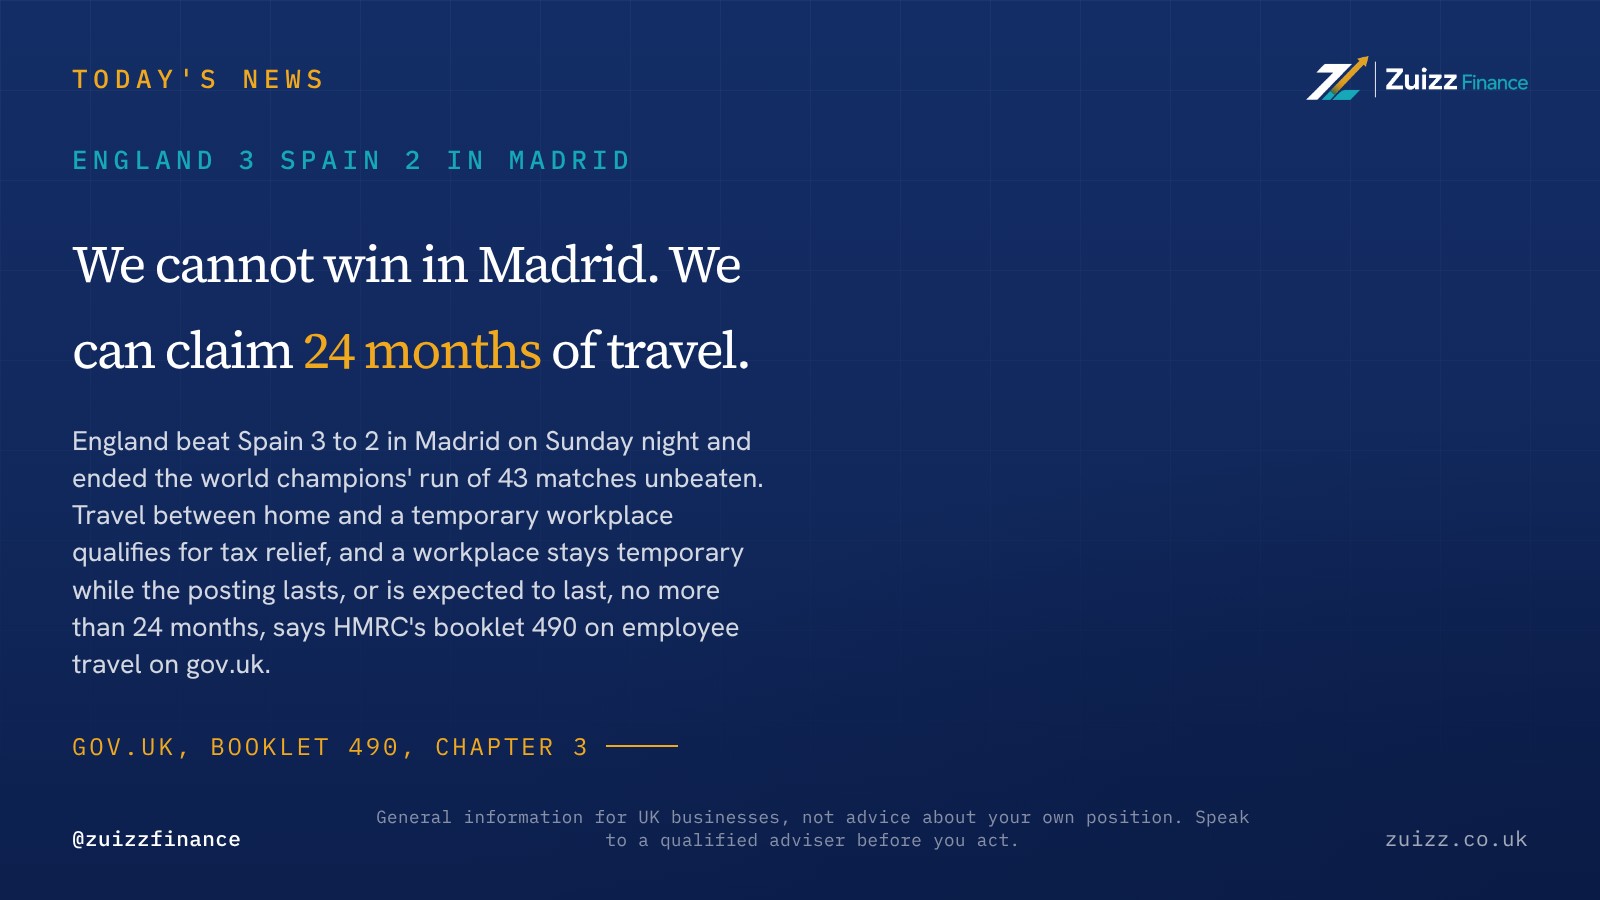 TODAY'S NEWS
Zuizz Finance
ENGLAND 3 SPAIN 2 IN MADRID
We cannot win in Madrid. We
can claim 24 months of travel.
England beat Spain 3 to 2 in Madrid on Sunday night and
ended the world champions' run of 43 matches unbeaten.
Travel between home and a temporary workplace
qualifies for tax relief, and a workplace stays temporary
while the posting lasts, or is expected to last, no more
than 24 months, says HMRC's booklet 490 on employee
travel on gov.uk.
GOV.UK, BOOKLET 490, CHAPTER 3
General information for UK businesses, not advice about your own position. Speak
to a qualified adviser before you act.
@zuizzfinance
zuizz.co.uk